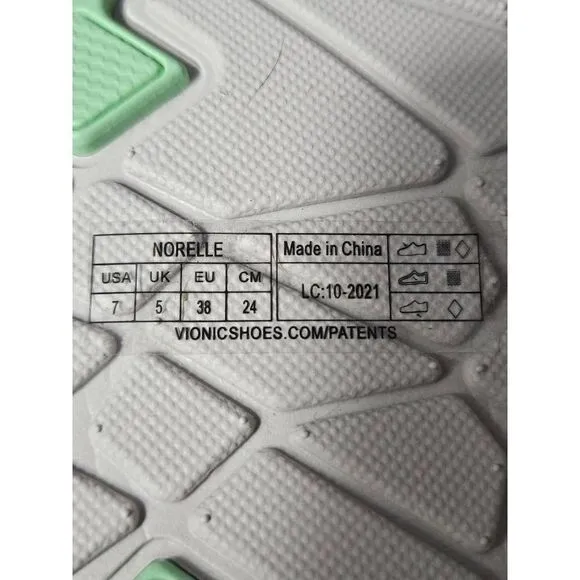 NORELLE Made in China
USA UK EU CM
7 5 38 24 LC:10-2021
VIONICSHOES.COM/PATENTS